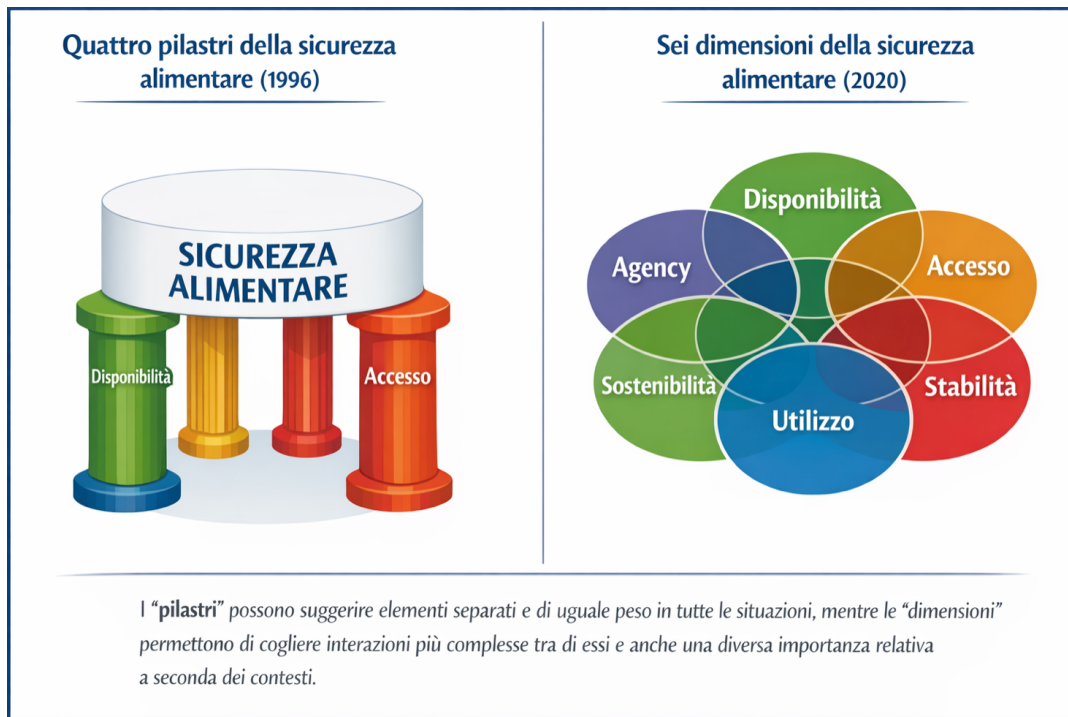 Quattro pilastri della sicurezza
alimentare (1996)
SICUREZZA
ALIMENTARE
Disponibilità
Accesso
Sei dimensioni della sicurezza
alimentare (2020)
Disponibilità
Agency
Accesso
Sostenibilità
Stabilità
Utilizzo
I “pilastri” possono suggerire elementi separati e di uguale peso in tutte le situazioni, mentre le “dimensioni”
permettono di cogliere interazioni più complesse tra di essi e anche una diversa importanza relativa
a seconda dei contesti.